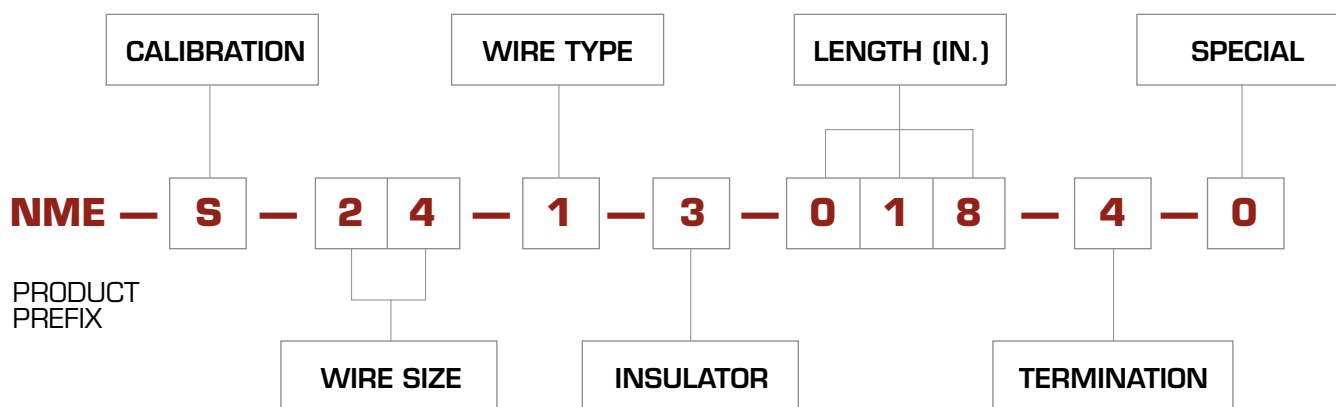 CALIBRATION WIRE TYPE LENGTH (IN.) SPECIAL
NME — S — 2 4 — 1 — 3 — 0 1 8 — 4 — 0
PRODUCT
PREFIX
WIRE SIZE INSULATOR TERMINATION